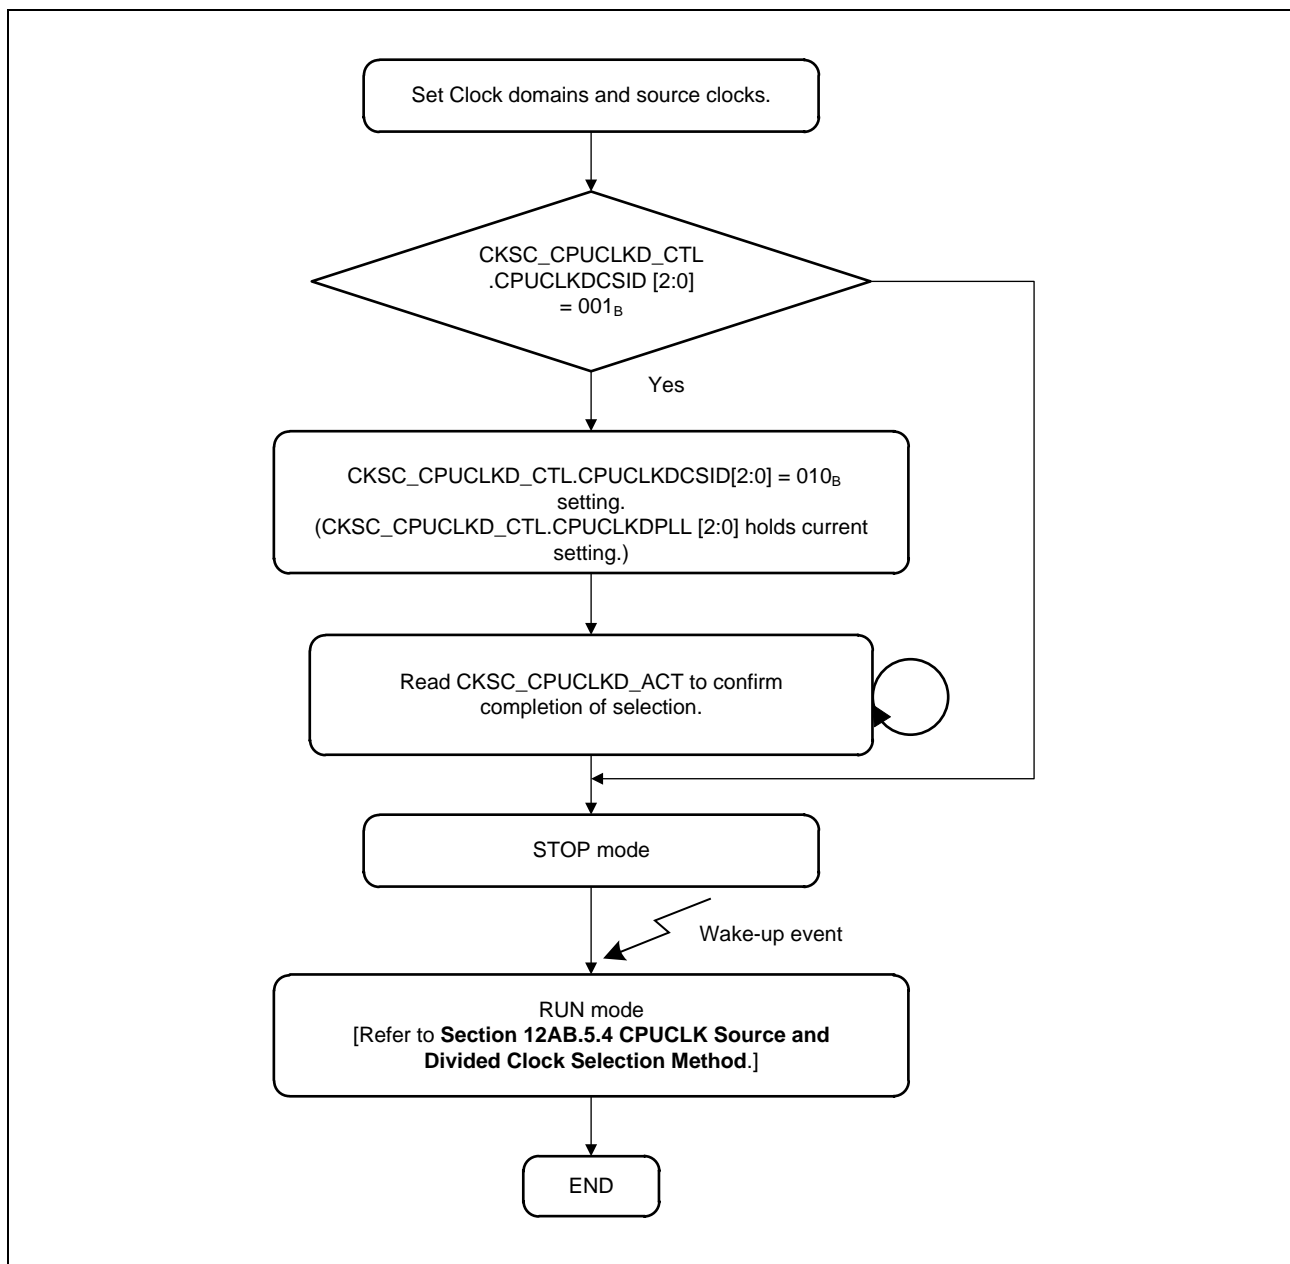 Set Clock domains and source clocks.
CKSC_CPUCLKD_CTL
.CPUCLKDCSID [2:0]
= 001B
Yes
CKSC_CPUCLKD_CTL.CPUCLKDCSID[2:0] = 010B
setting.
(CKSC_CPUCLKD_CTL.CPUCLKDPLL [2:0] holds current
setting.)
Read CKSC_CPUCLKD_ACT to confirm
completion of selection.
STOP mode
Wake-up event
RUN mode
[Refer to Section 12AB.5.4 CPUCLK Source and
Divided Clock Selection Method.]
END